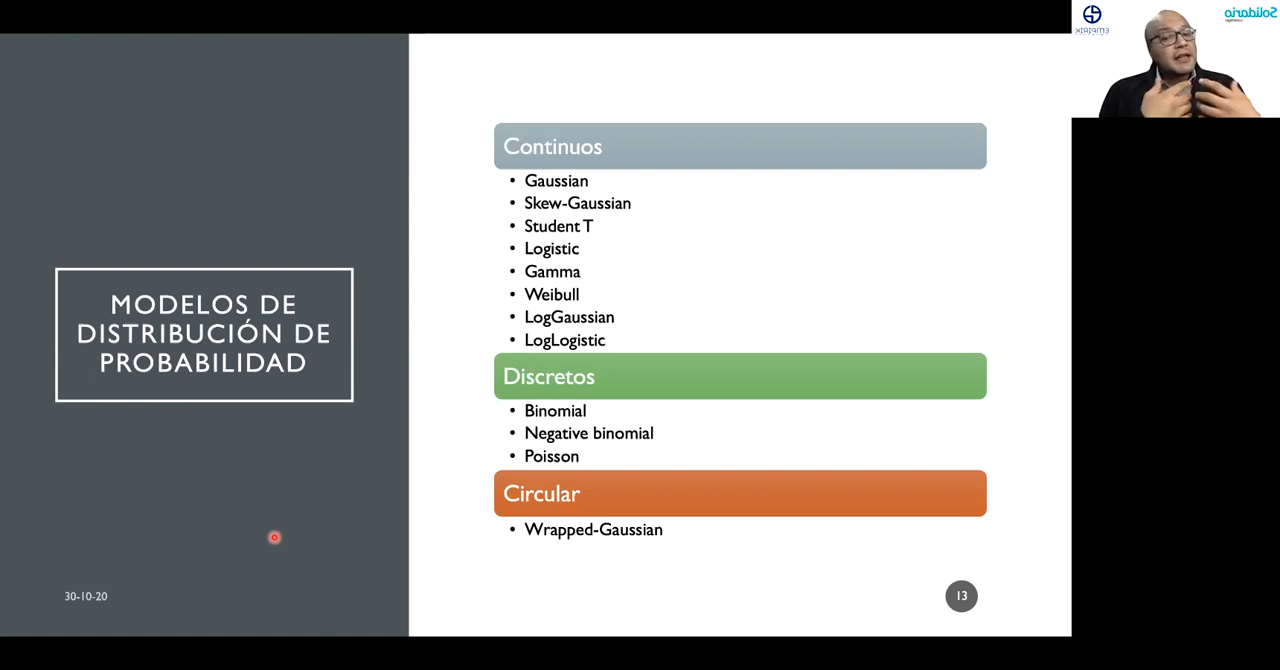 Continuos
• Gaussian
• Skew-Gaussian
• Student T
• Logistic
• Gamma
• Weibull
• LogGaussian
• LogLogistic
Discretos
• Binomial
• Negative binomial
• Poisson
Circular
• Wrapped-Gaussian
MODELOS DE
DISTRIBUCIÓN DE
PROBABILIDAD
30-10-20
13
EMPIRIX
Solidario